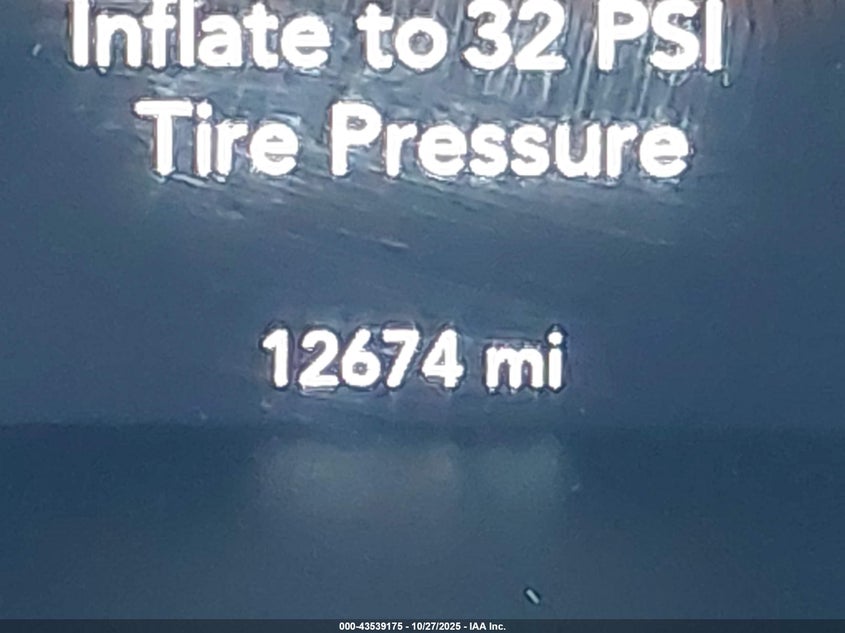 Inflate to 32 PSI
Tire Pressure
12674 mi
000-43539175 - 10/27/2025 - IAA Inc.